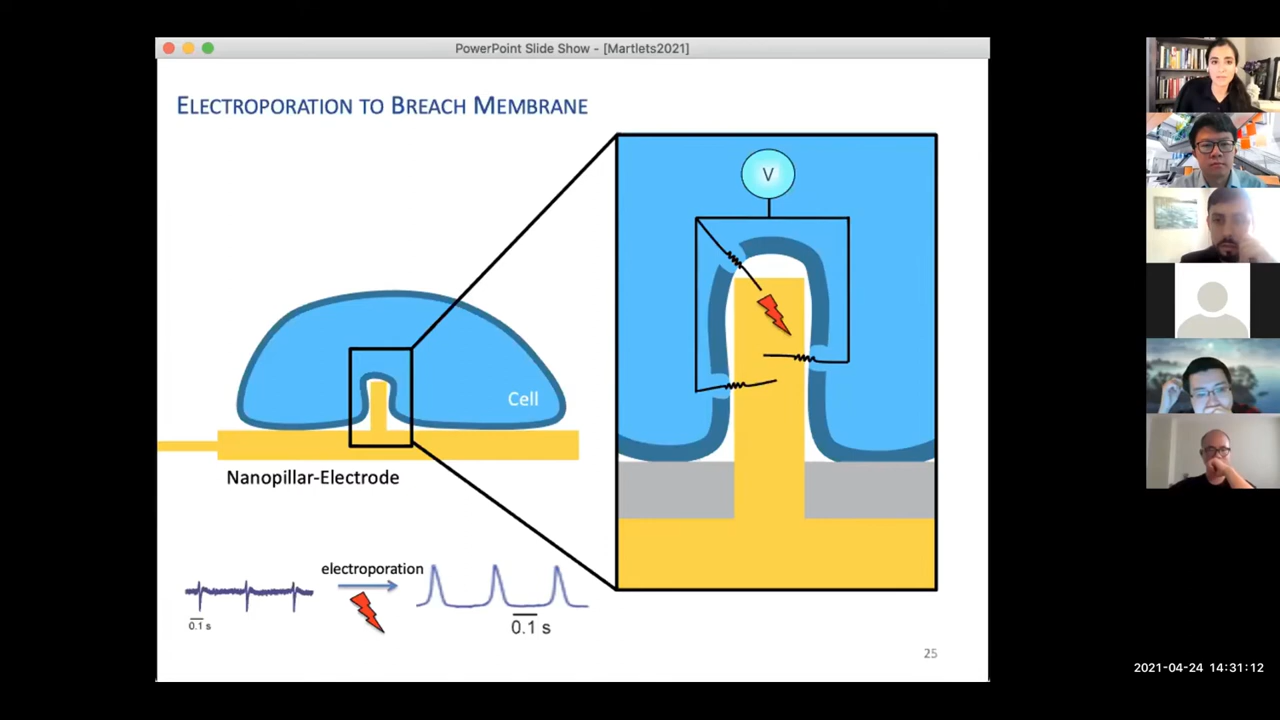 PowerPoint Slide Show - [Martlets2021]
ELECTROPORATION TO BREACH MEMBRANE
V
Cell
Nanopillar-Electrode
electroporation
0.1 s
0.1 s
25
2021-04-24 14:31:12